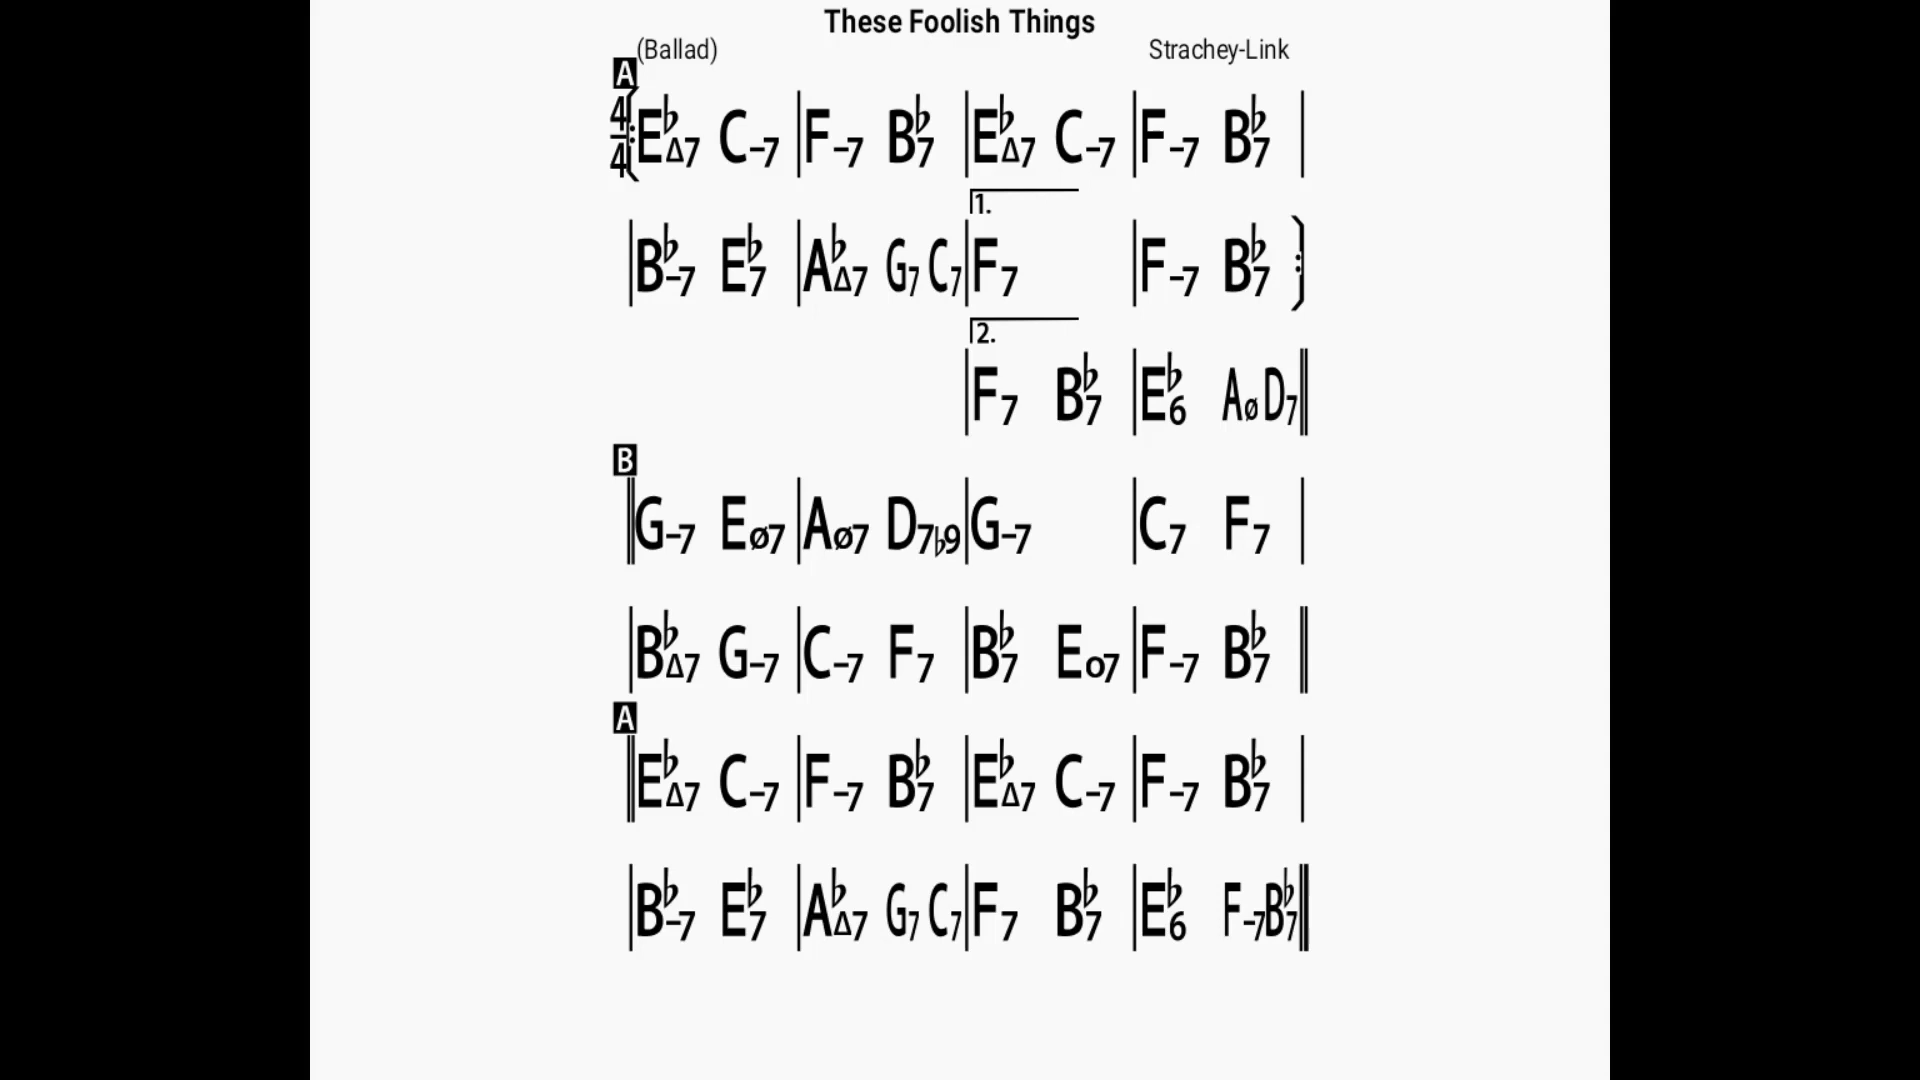 These Foolish Things
(Ballad) Strachey-Link
A
4/4 E♭Δ7 C–7 F–7 B♭7 E♭Δ7 C–7 F–7 B♭7
1.
B♭–7 E♭7 A♭Δ7 G7 C7 F7 F–7 B♭7
2.
F7 B♭7 E♭6 Aø D7
B
G–7 Eø7 Aø7 D7♭9 G–7 C7 F7
B♭Δ7 G–7 C–7 F7 B♭7 Eo7 F–7 B♭7
A
E♭Δ7 C–7 F–7 B♭7 E♭Δ7 C–7 F–7 B♭7
B♭–7 E♭7 A♭Δ7 G7 C7 F7 B♭7 E♭6 F–7 B♭7